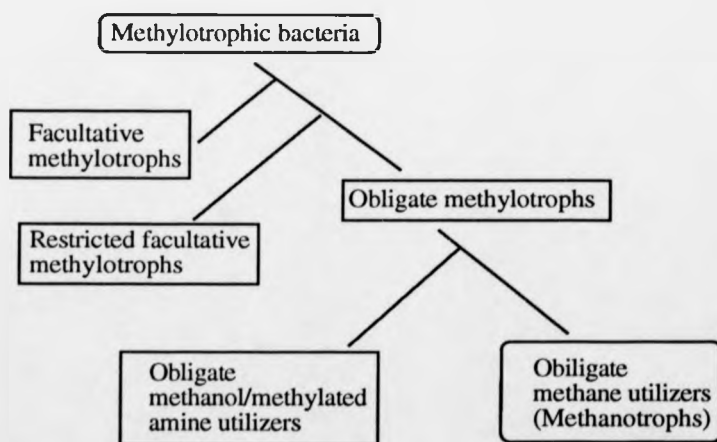 Methylotrophic bacteria
Facultative
methylotrophs
Obligate methylotrophs
Restricted facultative
methylotrophs
Obligate
methanol/methylated
amine utilizers
Obiligate
methane utilizers
(Methanotrophs)